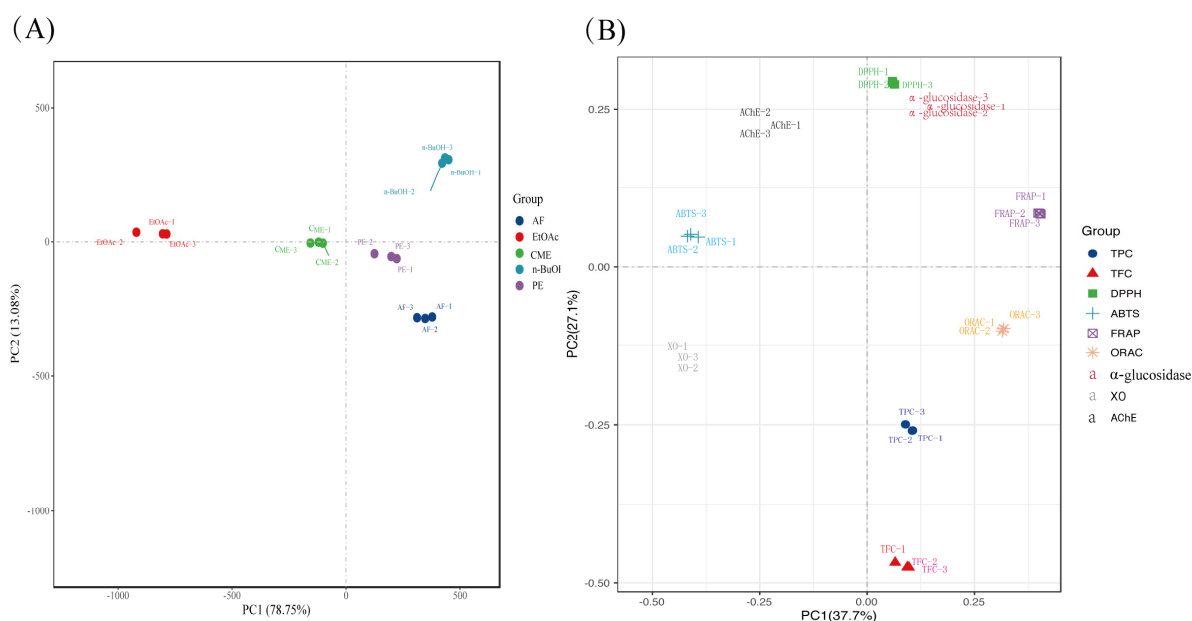 (A)
500
0
-500
-1000
-1000
-500
0
500
PC2 (13.08%)
PC1 (78.75%)
n-BuOH-3
n-BuOH-1
n-BuOH-2
EtOAc-1
EtOAc-2
EtOAc-3
CME-1
CME-3
CME-2
PE-2
PE-3
PE-1
AF-3
AF-1
AF-2
Group
AF
EtOAc
CME
n-BuOH
PE
(B)
0.25
0.00
-0.25
-0.50
-0.50
-0.25
0.00
0.25
PC2(27.1%)
PC1(37.7%)
DPPH-1
DPPH-2
DPPH-3
α-glucosidase-3
α-glucosidase-1
α-glucosidase-2
AChE-2
AChE-1
AChE-3
FRAP-1
FRAP-2
FRAP-3
ABTS-3
ABTS-1
ABTS-2
ORAC-3
ORAC-1
ORAC-2
XO-1
XO-3
XO-2
TPC-3
TPC-2
TPC-1
TFC-1
TFC-2
TFC-3
Group
TPC
TFC
DPPH
ABTS
FRAP
ORAC
a α-glucosidase
a XO
a AChE